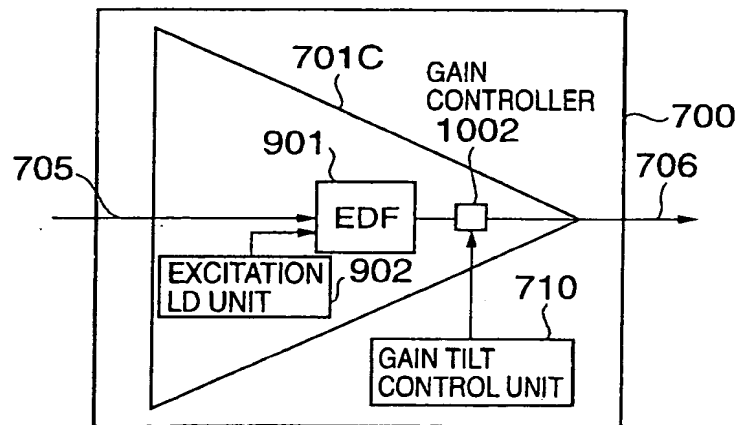 701C
GAIN
CONTROLLER
1002
700
901
705
706
EDF
EXCITATION
LD UNIT
902
710
GAIN TILT
CONTROL UNIT